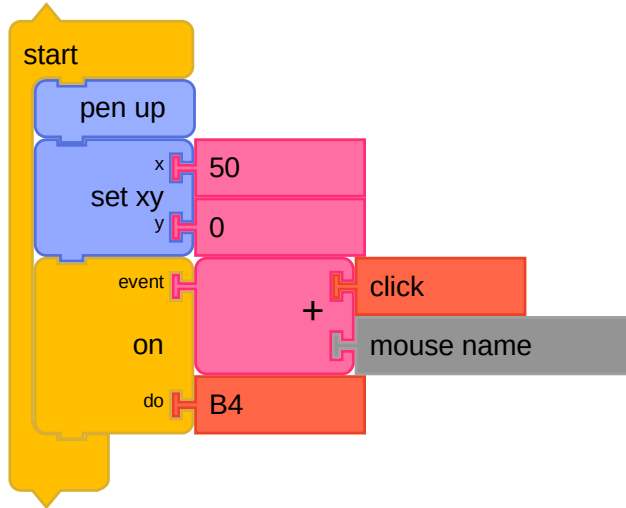 start
pen up
x 50
set xy
y 0
event click
+
mouse name
on
do B4